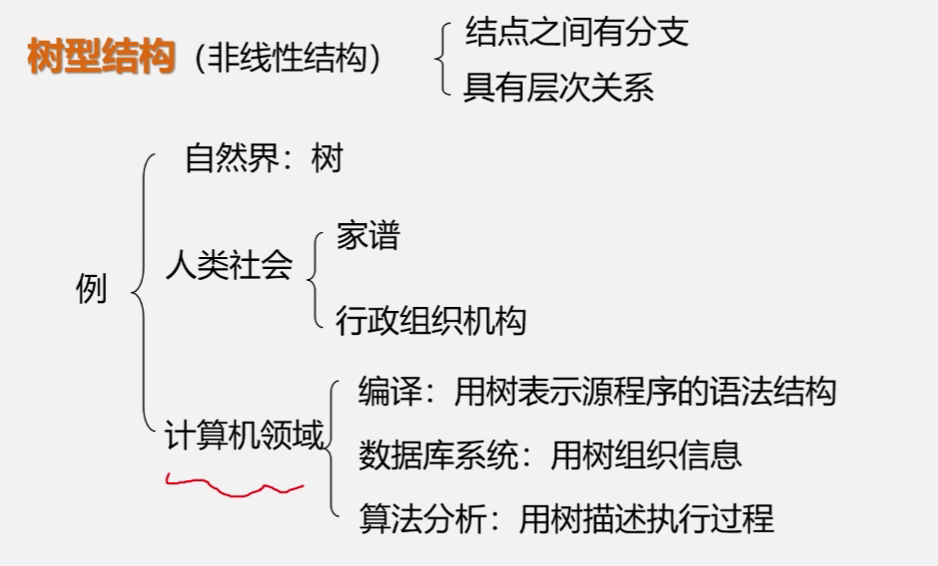 树型结构（非线性结构）
结点之间有分支
具有层次关系
例
自然界：树
人类社会
家谱
行政组织机构
计算机领域
编译：用树表示源程序的语法结构
数据库系统：用树组织信息
算法分析：用树描述执行过程